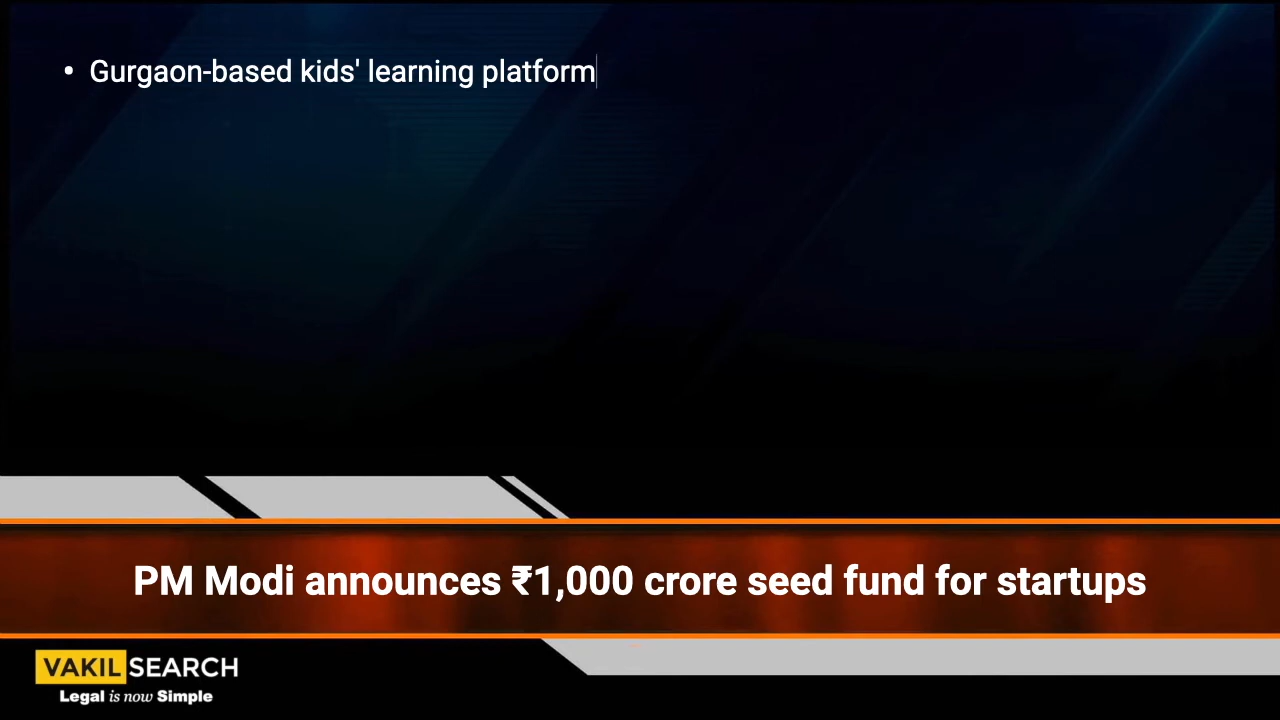 • Gurgaon-based kids' learning platform
PM Modi announces ₹1,000 crore seed fund for startups
VAKILSEARCH
Legal is now Simple